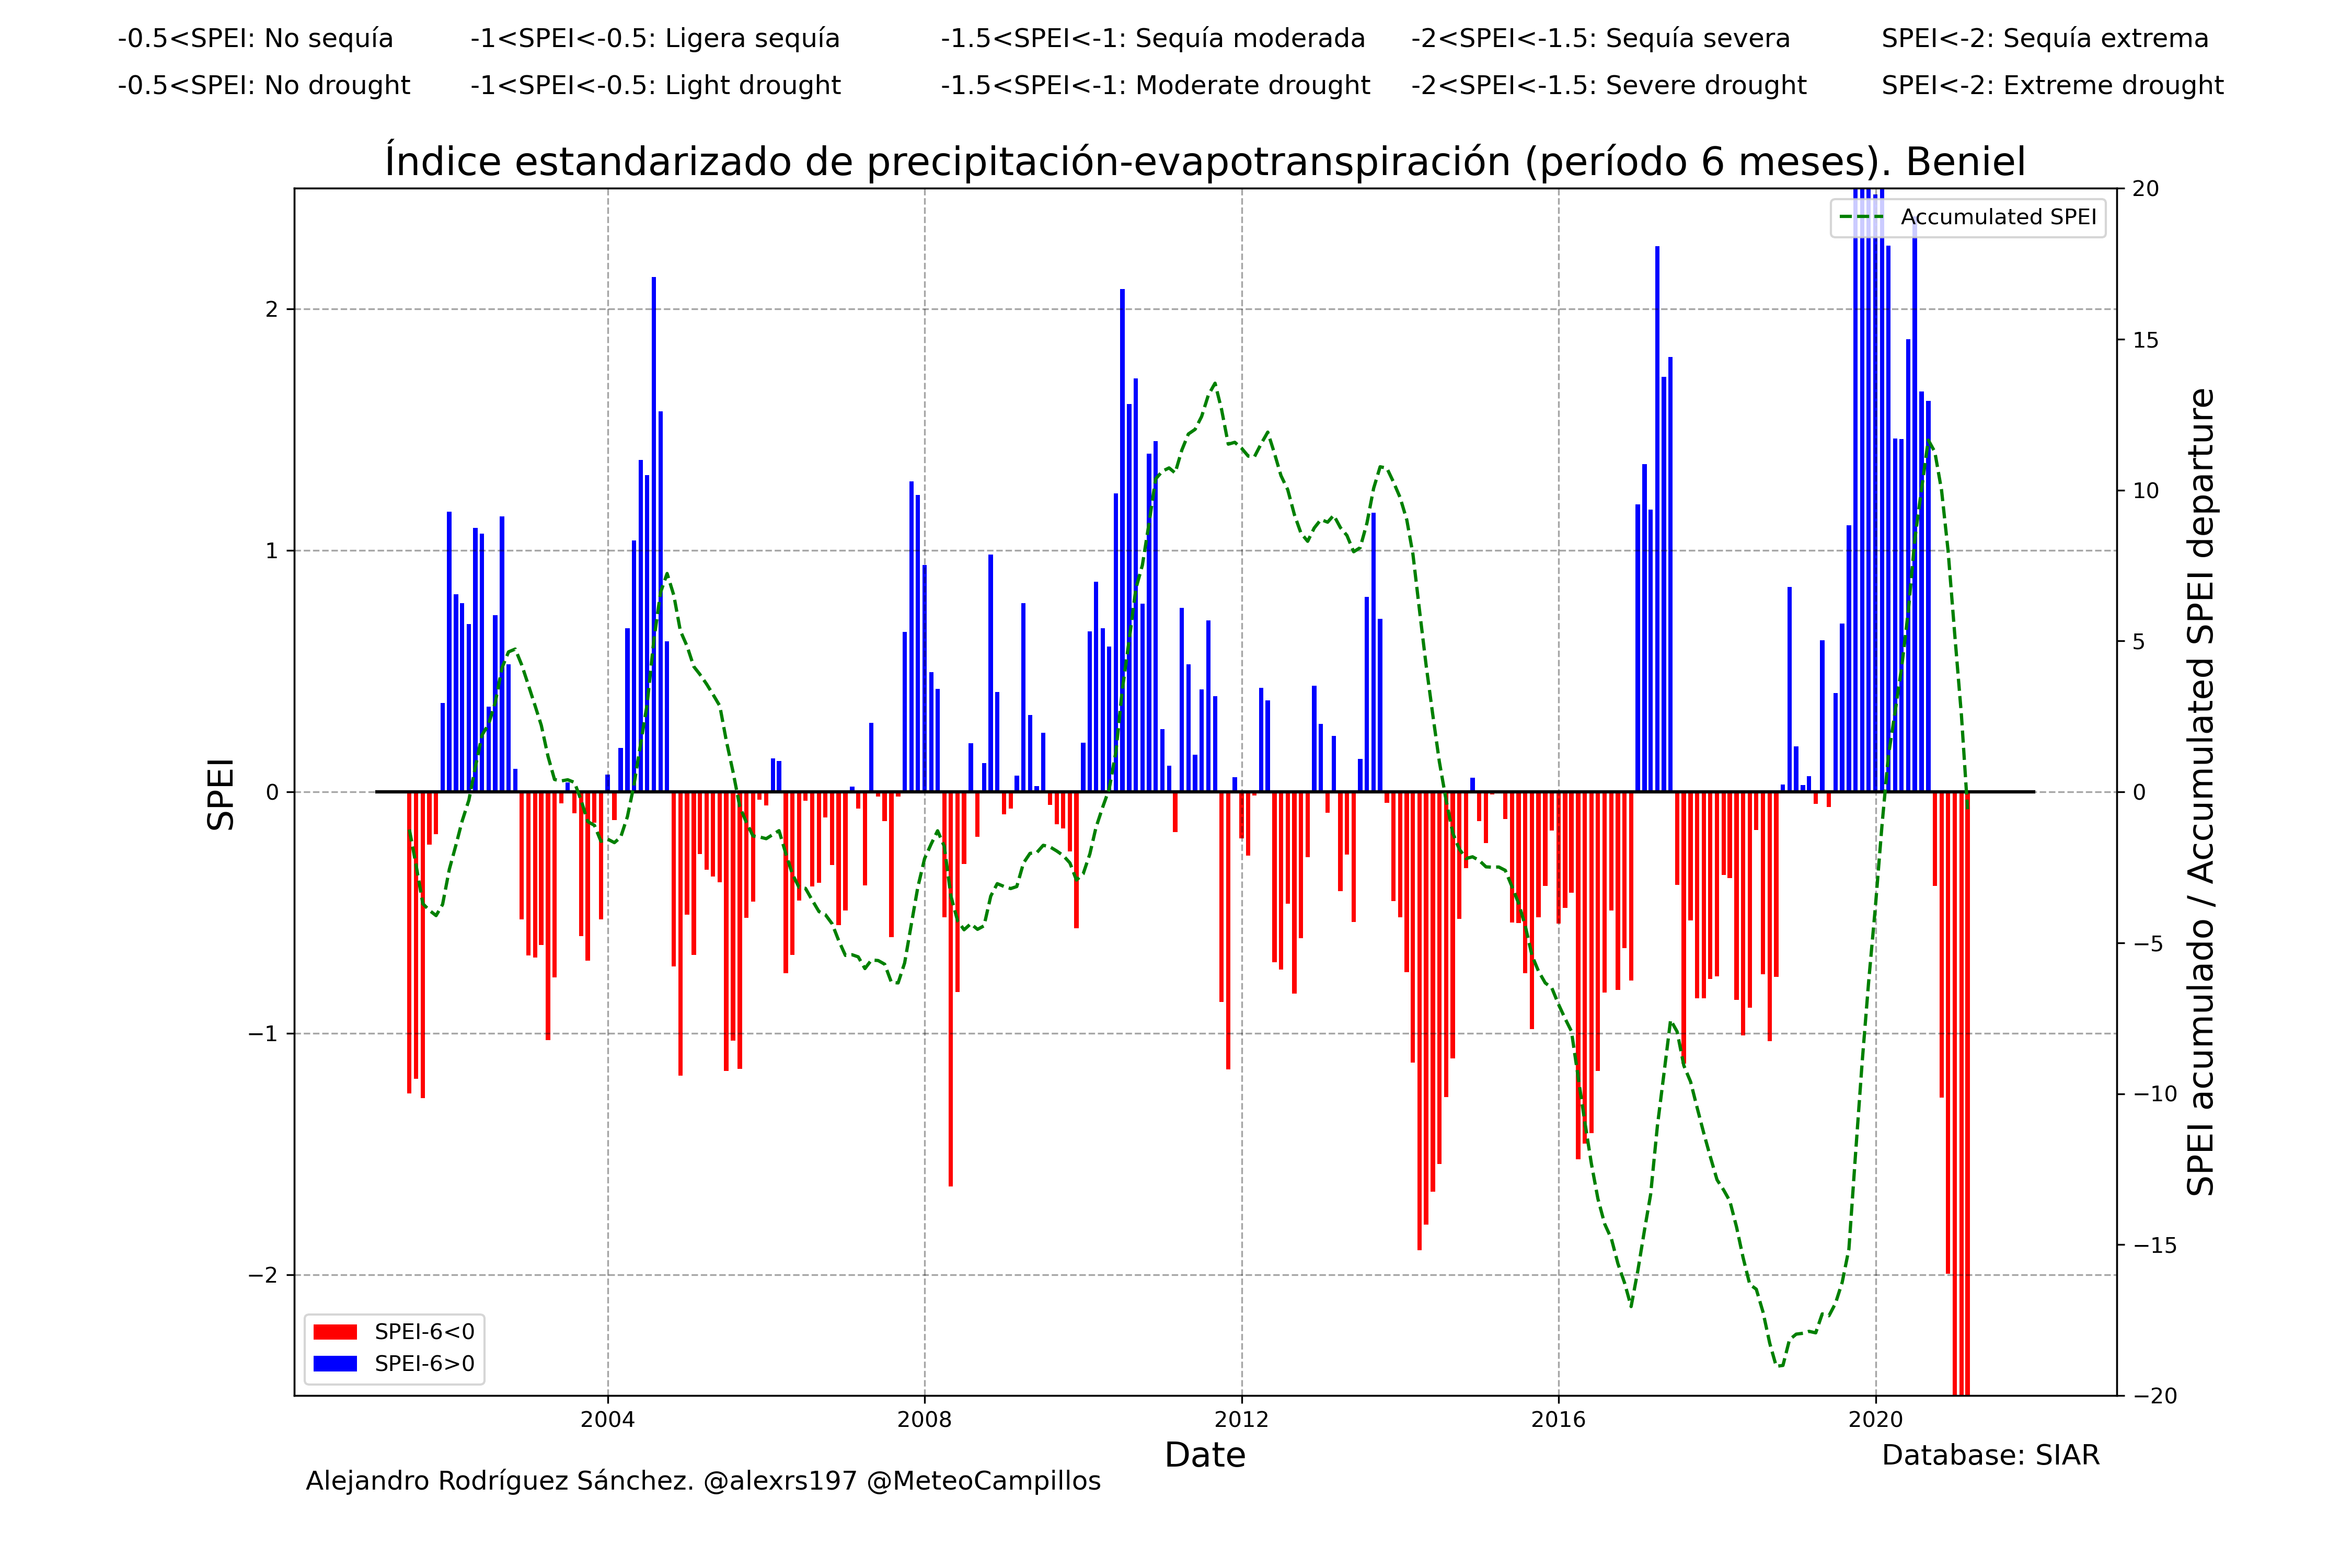 -0.5<SPEI: No sequía -1<SPEI<-0.5: Ligera sequía -1.5<SPEI<-1: Sequía moderada -2<SPEI<-1.5: Sequía severa SPEI<-2: Sequía extrema
-0.5<SPEI: No drought -1<SPEI<-0.5: Light drought -1.5<SPEI<-1: Moderate drought -2<SPEI<-1.5: Severe drought SPEI<-2: Extreme drought
Índice estandarizado de precipitación-evapotranspiración (período 6 meses). Beniel
Accumulated SPEI
SPEI
2
1
0
−1
−2
20
15
10
5
0
−5
−10
−15
−20
SPEI acumulado / Accumulated SPEI departure
SPEI-6<0
SPEI-6>0
2004 2008 2012 2016 2020
Date
Database: SIAR
Alejandro Rodríguez Sánchez. @alexrs197 @MeteoCampillos